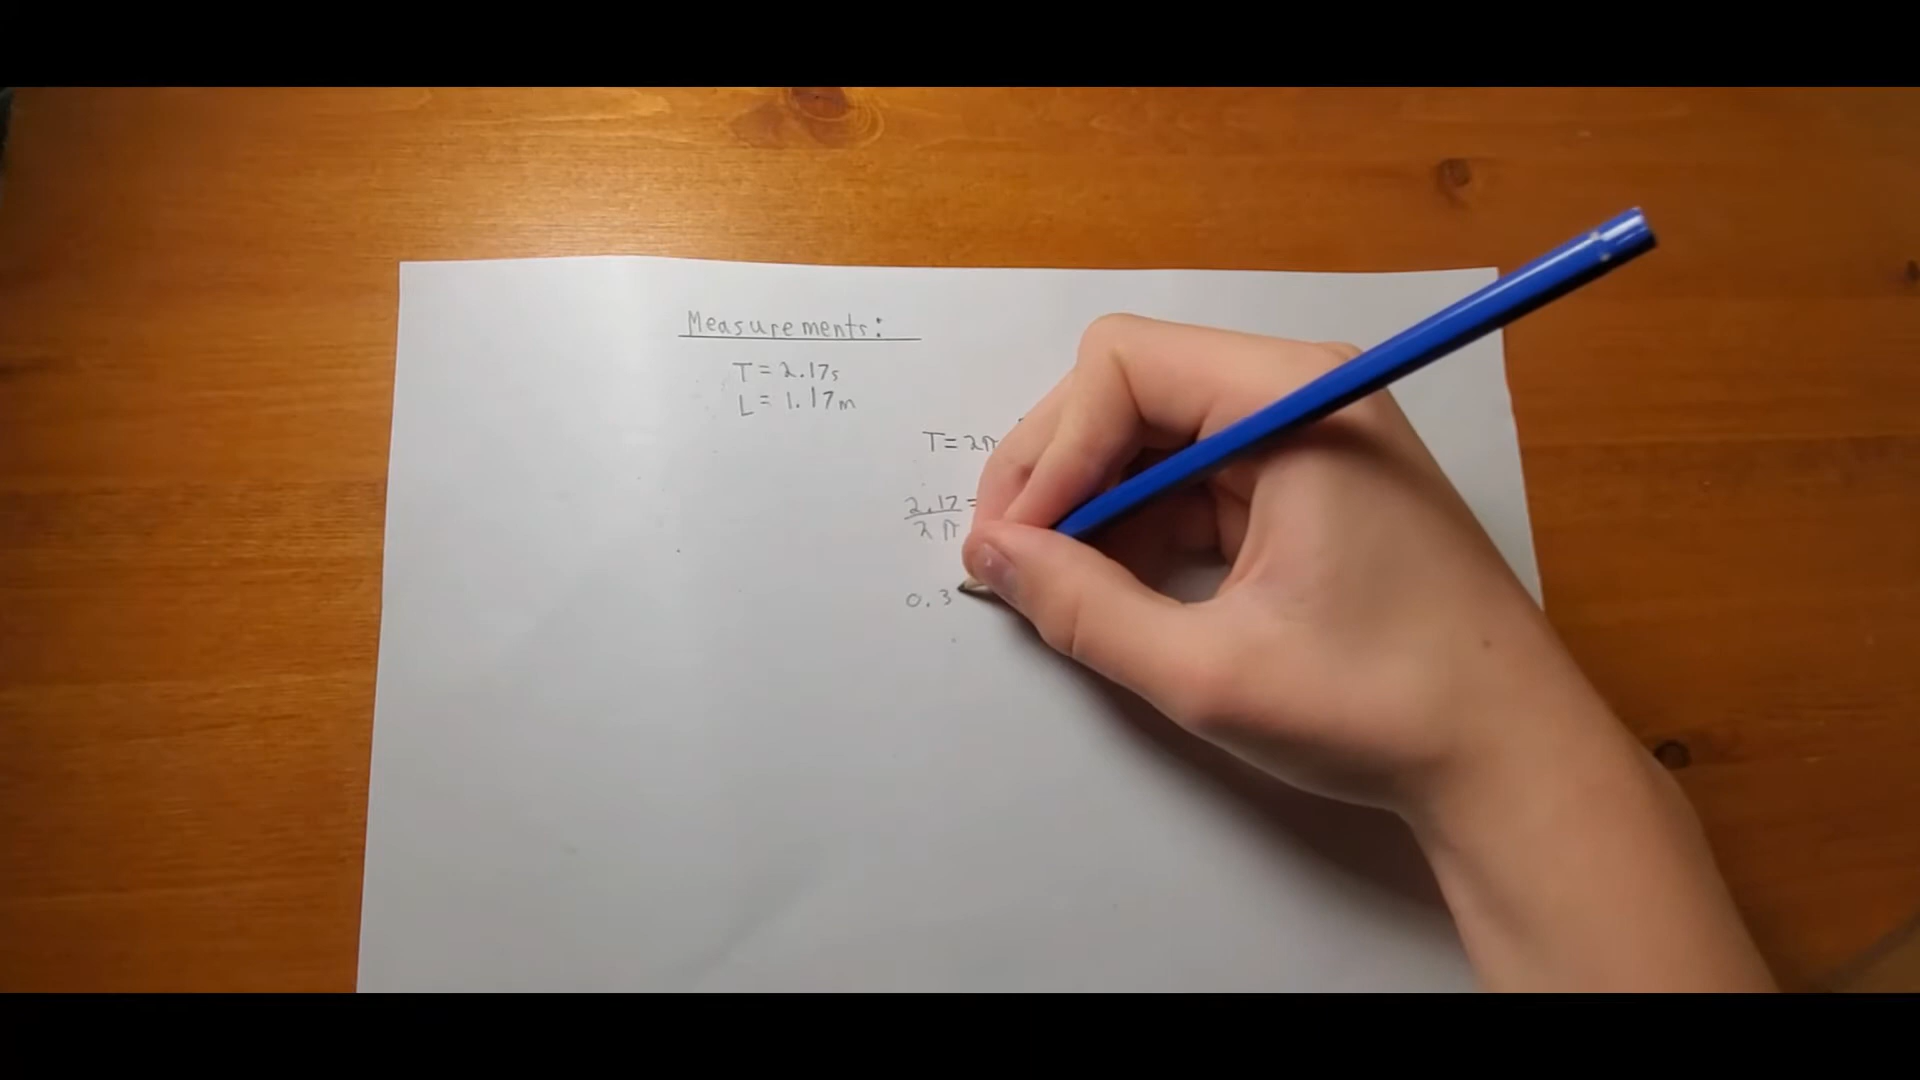 Measurements:
T = 2.17s
L = 1.17m
T = 2π
2.17 =
2π
0.3